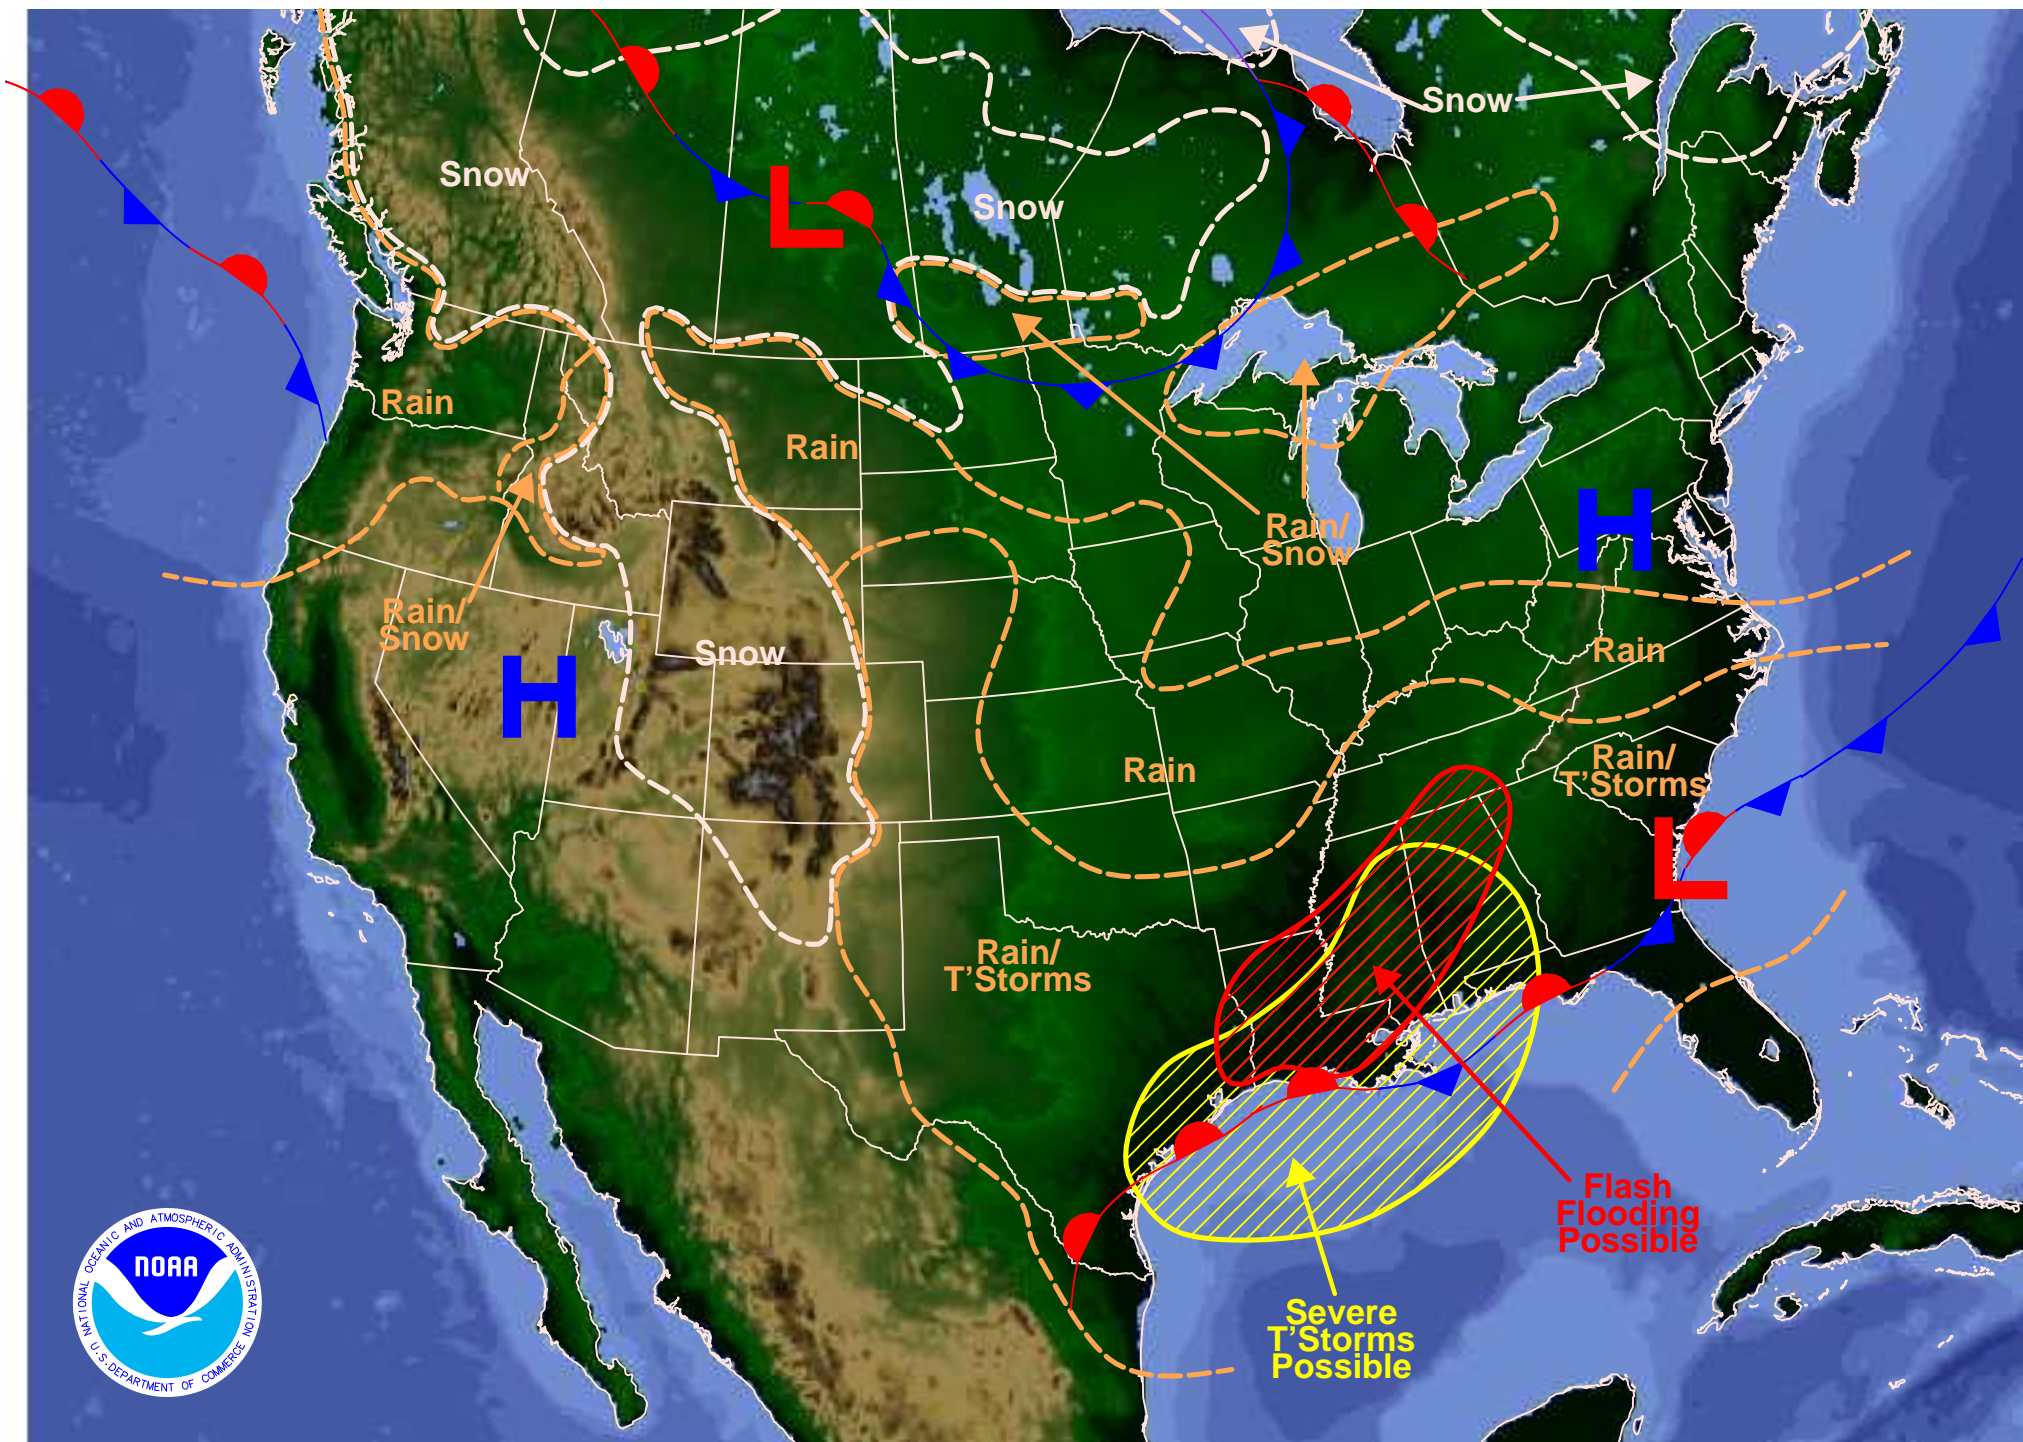 Snow
Snow
L
Snow
Rain
Rain
H
Rain/
Snow
Rain/
Snow
H
Snow
Rain
Rain
Rain/
T'Storms
L
Rain/
T'Storms
Flash
Flooding
Possible
Severe
T'Storms
Possible
NATIONAL OCEANIC AND ATMOSPHERIC ADMINISTRATION
NOAA
U.S. DEPARTMENT OF COMMERCE